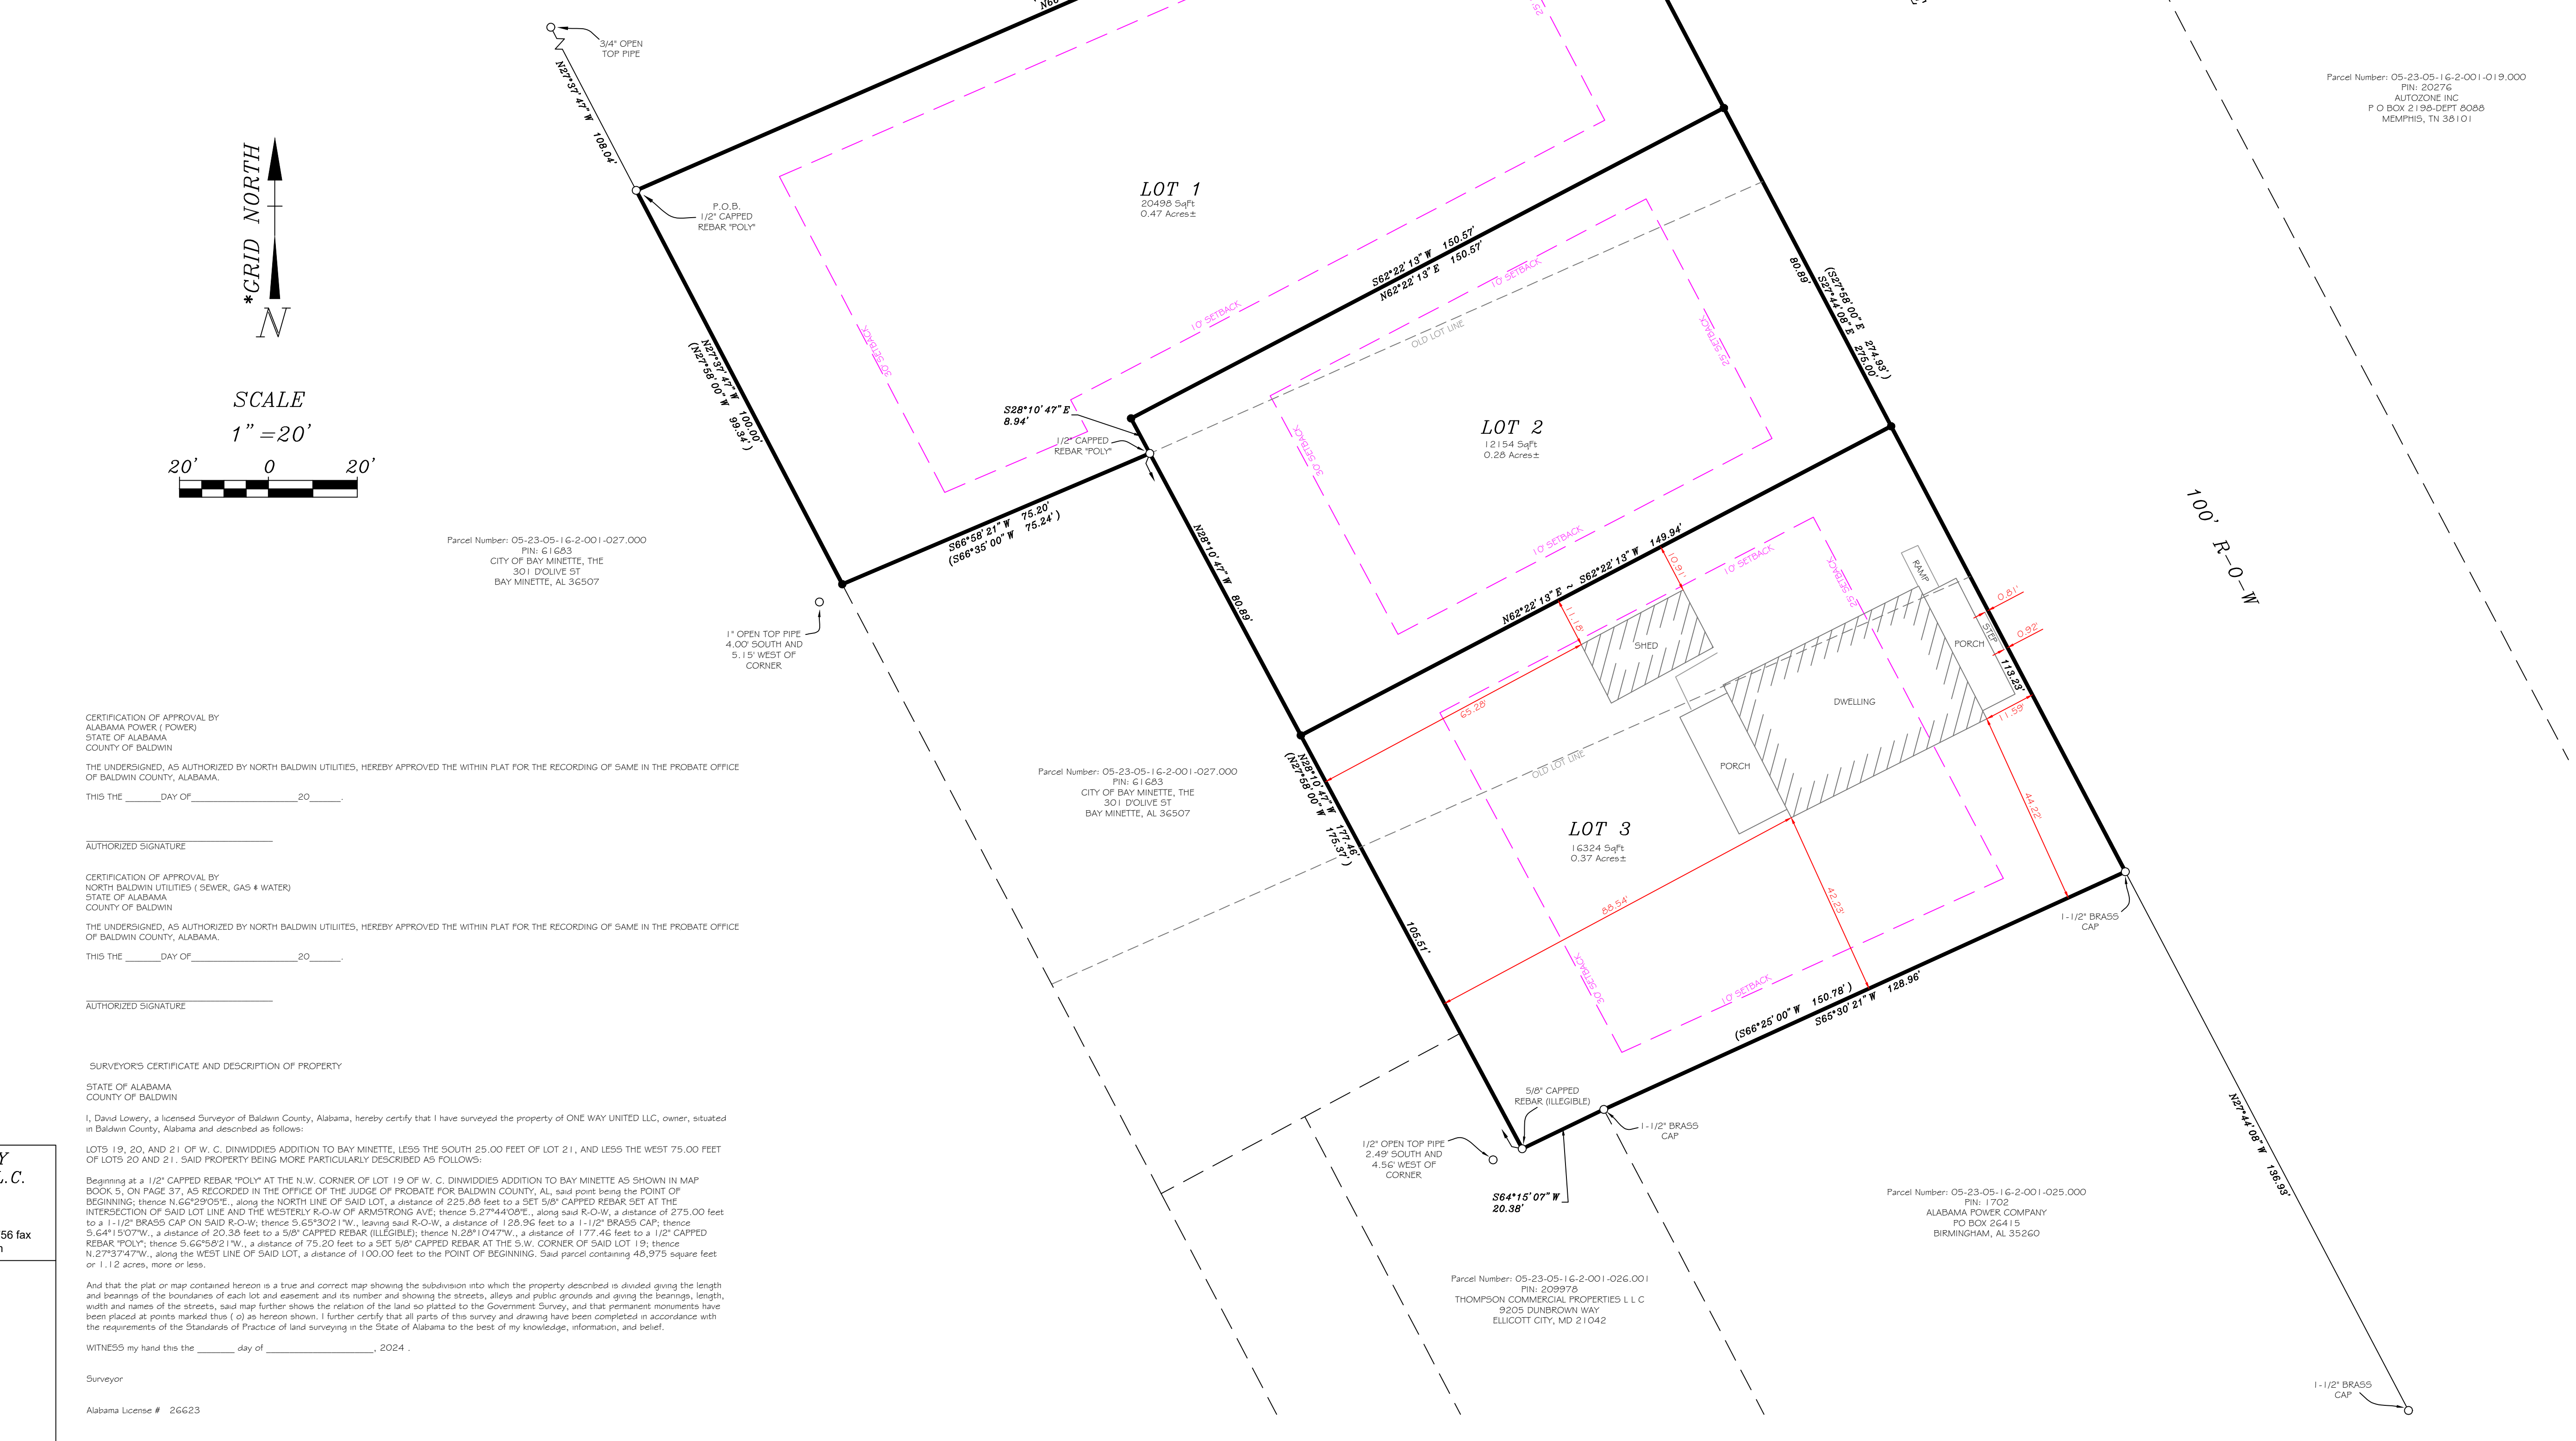 3/4" OPEN
TOP PIPE
N27°37'47"W 108.04'
*GRID NORTH
N
SCALE
1"=20'
20' 0 20'
P.O.B.
1/2" CAPPED
REBAR "POLY"
LOT 1
20498 SqFt
0.47 Acres±
25'
30' SETBACK
10' SETBACK
N27°37'47"W 100.00'
(N27°58'00"W 99.34')
S62°22'13"W 150.57'
N62°22'13"E 150.57'
10' SETBACK
OLD LOT LINE
S28°10'47"E
8.94'
1/2" CAPPED
REBAR "POLY"
S66°58'21"W 75.20'
(S66°35'00"W 75.24')
LOT 2
12154 SqFt
0.28 Acres±
30' SETBACK
25' SETBACK
10' SETBACK
80.89'
(S27°58'00"E 274.93')
S27°44'08"E 275.00'
Parcel Number: 05-23-05-16-2-001-019.000
PIN: 20276
AUTOZONE INC
P O BOX 2198-DEPT 8088
MEMPHIS, TN 38101
100' R-O-W
Parcel Number: 05-23-05-16-2-001-027.000
PIN: 61683
CITY OF BAY MINETTE, THE
301 D'OLIVE ST
BAY MINETTE, AL 36507
1" OPEN TOP PIPE
4.00' SOUTH AND
5.15' WEST OF
CORNER
N28°10'47"W 80.89'
N62°22'13"E ~ S62°22'13"W 149.94'
10.61'
11.18'
10' SETBACK
25' SETBACK
SHED
RAMP
PORCH
STEP
0.81'
0.92'
113.23'
DWELLING
11.59'
65.28'
PORCH
OLD LOT LINE
44.22'
Parcel Number: 05-23-05-16-2-001-027.000
PIN: 61683
CITY OF BAY MINETTE, THE
301 D'OLIVE ST
BAY MINETTE, AL 36507
N28°10'47"W 177.46'
(N27°58'00"W 175.37')
LOT 3
16324 SqFt
0.37 Acres±
88.54'
42.23'
105.51'
30' SETBACK
10' SETBACK
(S66°25'00"W 150.78')
S65°30'21"W 128.96'
1-1/2" BRASS
CAP
5/8" CAPPED
REBAR (ILLEGIBLE)
1-1/2" BRASS
CAP
1/2" OPEN TOP PIPE
2.49' SOUTH AND
4.56' WEST OF
CORNER
S64°15'07"W
20.38'
N27°44'08"W 136.93'
Parcel Number: 05-23-05-16-2-001-025.000
PIN: 1702
ALABAMA POWER COMPANY
PO BOX 26415
BIRMINGHAM, AL 35260
Parcel Number: 05-23-05-16-2-001-026.001
PIN: 209978
THOMPSON COMMERCIAL PROPERTIES L L C
9205 DUNBROWN WAY
ELLICOTT CITY, MD 21042
1-1/2" BRASS
CAP
CERTIFICATION OF APPROVAL BY
ALABAMA POWER ( POWER)
STATE OF ALABAMA
COUNTY OF BALDWIN
THE UNDERSIGNED, AS AUTHORIZED BY NORTH BALDWIN UTILITIES, HEREBY APPROVED THE WITHIN PLAT FOR THE RECORDING OF SAME IN THE PROBATE OFFICE
OF BALDWIN COUNTY, ALABAMA.
THIS THE ________DAY OF________________________20_______.
AUTHORIZED SIGNATURE
CERTIFICATION OF APPROVAL BY
NORTH BALDWIN UTILITIES ( SEWER, GAS & WATER)
STATE OF ALABAMA
COUNTY OF BALDWIN
THE UNDERSIGNED, AS AUTHORIZED BY NORTH BALDWIN UTILIITES, HEREBY APPROVED THE WITHIN PLAT FOR THE RECORDING OF SAME IN THE PROBATE OFFICE
OF BALDWIN COUNTY, ALABAMA.
THIS THE ________DAY OF________________________20_______.
AUTHORIZED SIGNATURE
SURVEYOR'S CERTIFICATE AND DESCRIPTION OF PROPERTY
STATE OF ALABAMA
COUNTY OF BALDWIN
I, David Lowery, a licensed Surveyor of Baldwin County, Alabama, hereby certify that I have surveyed the property of ONE WAY UNITED LLC, owner, situated
in Baldwin County, Alabama and described as follows:
LOTS 19, 20, AND 21 OF W. C. DINWIDDIES ADDITION TO BAY MINETTE, LESS THE SOUTH 25.00 FEET OF LOT 21, AND LESS THE WEST 75.00 FEET
OF LOTS 20 AND 21. SAID PROPERTY BEING MORE PARTICULARLY DESCRIBED AS FOLLOWS:
Beginning at a 1/2" CAPPED REBAR "POLY" AT THE N.W. CORNER OF LOT 19 OF W. C. DINWIDDIES ADDITION TO BAY MINETTE AS SHOWN IN MAP
BOOK 5, ON PAGE 37, AS RECORDED IN THE OFFICE OF THE JUDGE OF PROBATE FOR BALDWIN COUNTY, AL, said point being the POINT OF
BEGINNING; thence N.66°29'05"E., along the NORTH LINE OF SAID LOT, a distance of 225.88 feet to a SET 5/8" CAPPED REBAR SET AT THE
INTERSECTION OF SAID LOT LINE AND THE WESTERLY R-O-W OF ARMSTRONG AVE; thence S.27°44'08"E., along said R-O-W, a distance of 275.00 feet
to a 1-1/2" BRASS CAP ON SAID R-O-W; thence S.65°30'21"W., leaving said R-O-W, a distance of 128.96 feet to a 1-1/2" BRASS CAP; thence
S.64°15'07"W., a distance of 20.38 feet to a 5/8" CAPPED REBAR (ILLEGIBLE); thence N.28°10'47"W., a distance of 177.46 feet to a 1/2" CAPPED
REBAR "POLY"; thence S.66°58'21"W., a distance of 75.20 feet to a SET 5/8" CAPPED REBAR AT THE S.W. CORNER OF SAID LOT 19; thence
N.27°37'47"W., along the WEST LINE OF SAID LOT, a distance of 100.00 feet to the POINT OF BEGINNING. Said parcel containing 48,975 square feet
or 1.12 acres, more or less.
And that the plat or map contained hereon is a true and correct map showing the subdivision into which the property described is divided giving the length
and bearings of the boundaries of each lot and easement and its number and showing the streets, alleys and public grounds and giving the bearings, length,
width and names of the streets, said map further shows the relation of the land so platted to the Government Survey, and that permanent monuments have
been placed at points marked thus ( o) as hereon shown. I further certify that all parts of this survey and drawing have been completed in accordance with
the requirements of the Standards of Practice of land surveying in the State of Alabama to the best of my knowledge, information, and belief.
WITNESS my hand this the ________ day of ________________________, 2024 .
Surveyor
Alabama License # 26623
Y
L.C.
56 fax